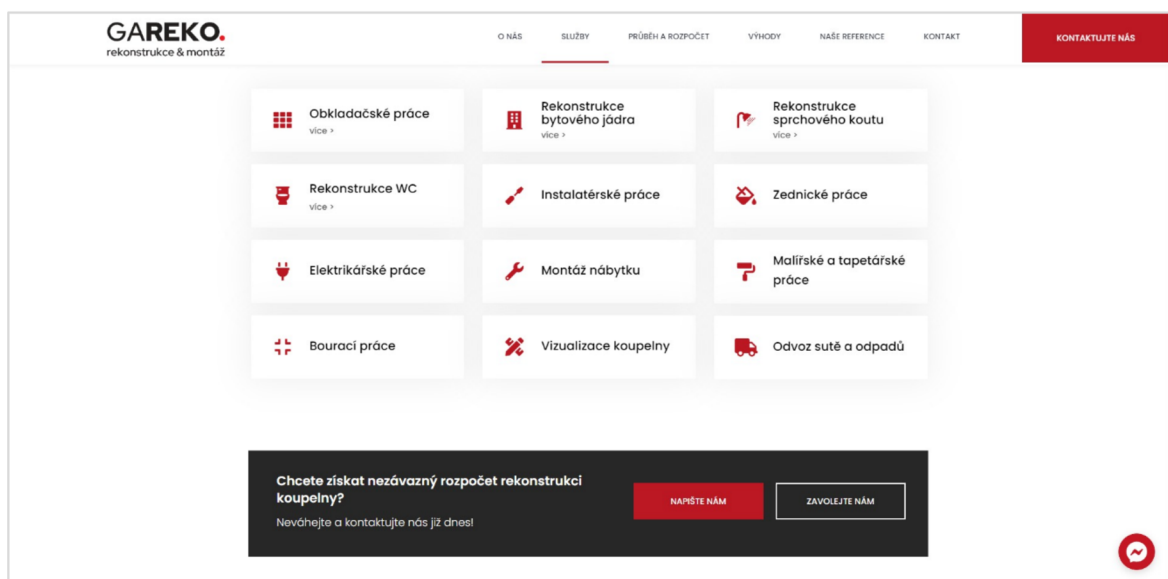 GAREKO.
rekonstrukce & montáž
O NÁS
SLUŽBY
PRŮBĚH A ROZPOČET
VÝHODY
NAŠE REFERENCE
KONTAKT
KONTAKTUJTE NÁS
Obkladačské práce
více >
Rekonstrukce
bytového jádra
více >
Rekonstrukce
sprchového koutu
více >
Rekonstrukce WC
více >
Instalatérské práce
Zednické práce
Elektrikářské práce
Montáž nábytku
Malířské a tapetářské
práce
Bourací práce
Vizualizace koupelny
Odvoz sutě a odpadů
Chcete získat nezávazný rozpočet rekonstrukci
koupelny?
Neváhejte a kontaktujte nás již dnes!
NAPIŠTE NÁM
ZAVOLEJTE NÁM